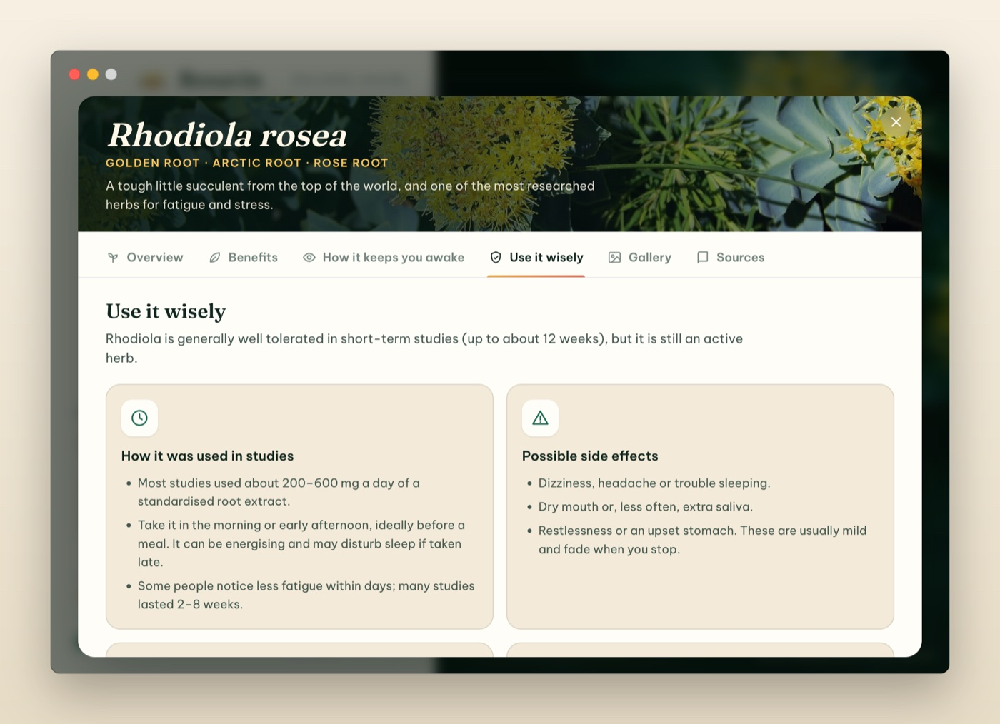 Rhodiola rosea
GOLDEN ROOT · ARCTIC ROOT · ROSE ROOT
A tough little succulent from the top of the world, and one of the most researched
herbs for fatigue and stress.
Overview
Benefits
How it keeps you awake
Use it wisely
Gallery
Sources
Use it wisely
Rhodiola is generally well tolerated in short-term studies (up to about 12 weeks), but it is still an active
herb.
How it was used in studies
• Most studies used about 200–600 mg a day of a
standardised root extract.
• Take it in the morning or early afternoon, ideally before a
meal. It can be energising and may disturb sleep if taken
late.
• Some people notice less fatigue within days; many studies
lasted 2–8 weeks.
Possible side effects
• Dizziness, headache or trouble sleeping.
• Dry mouth or, less often, extra saliva.
• Restlessness or an upset stomach. These are usually mild
and fade when you stop.